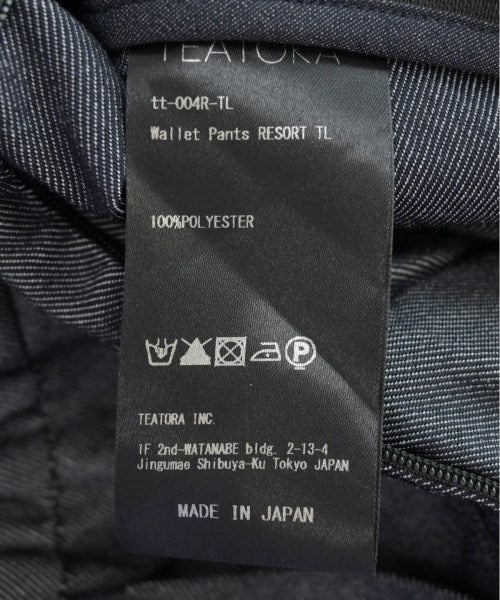 TEATORA
tt-004R-TL
Wallet Pants RESORT TL
100%POLYESTER
P
TEATORA INC.
1F 2nd-WATANABE bldg. 2-13-4
Jingumae Shibuya-Ku Tokyo JAPAN
MADE IN JAPAN